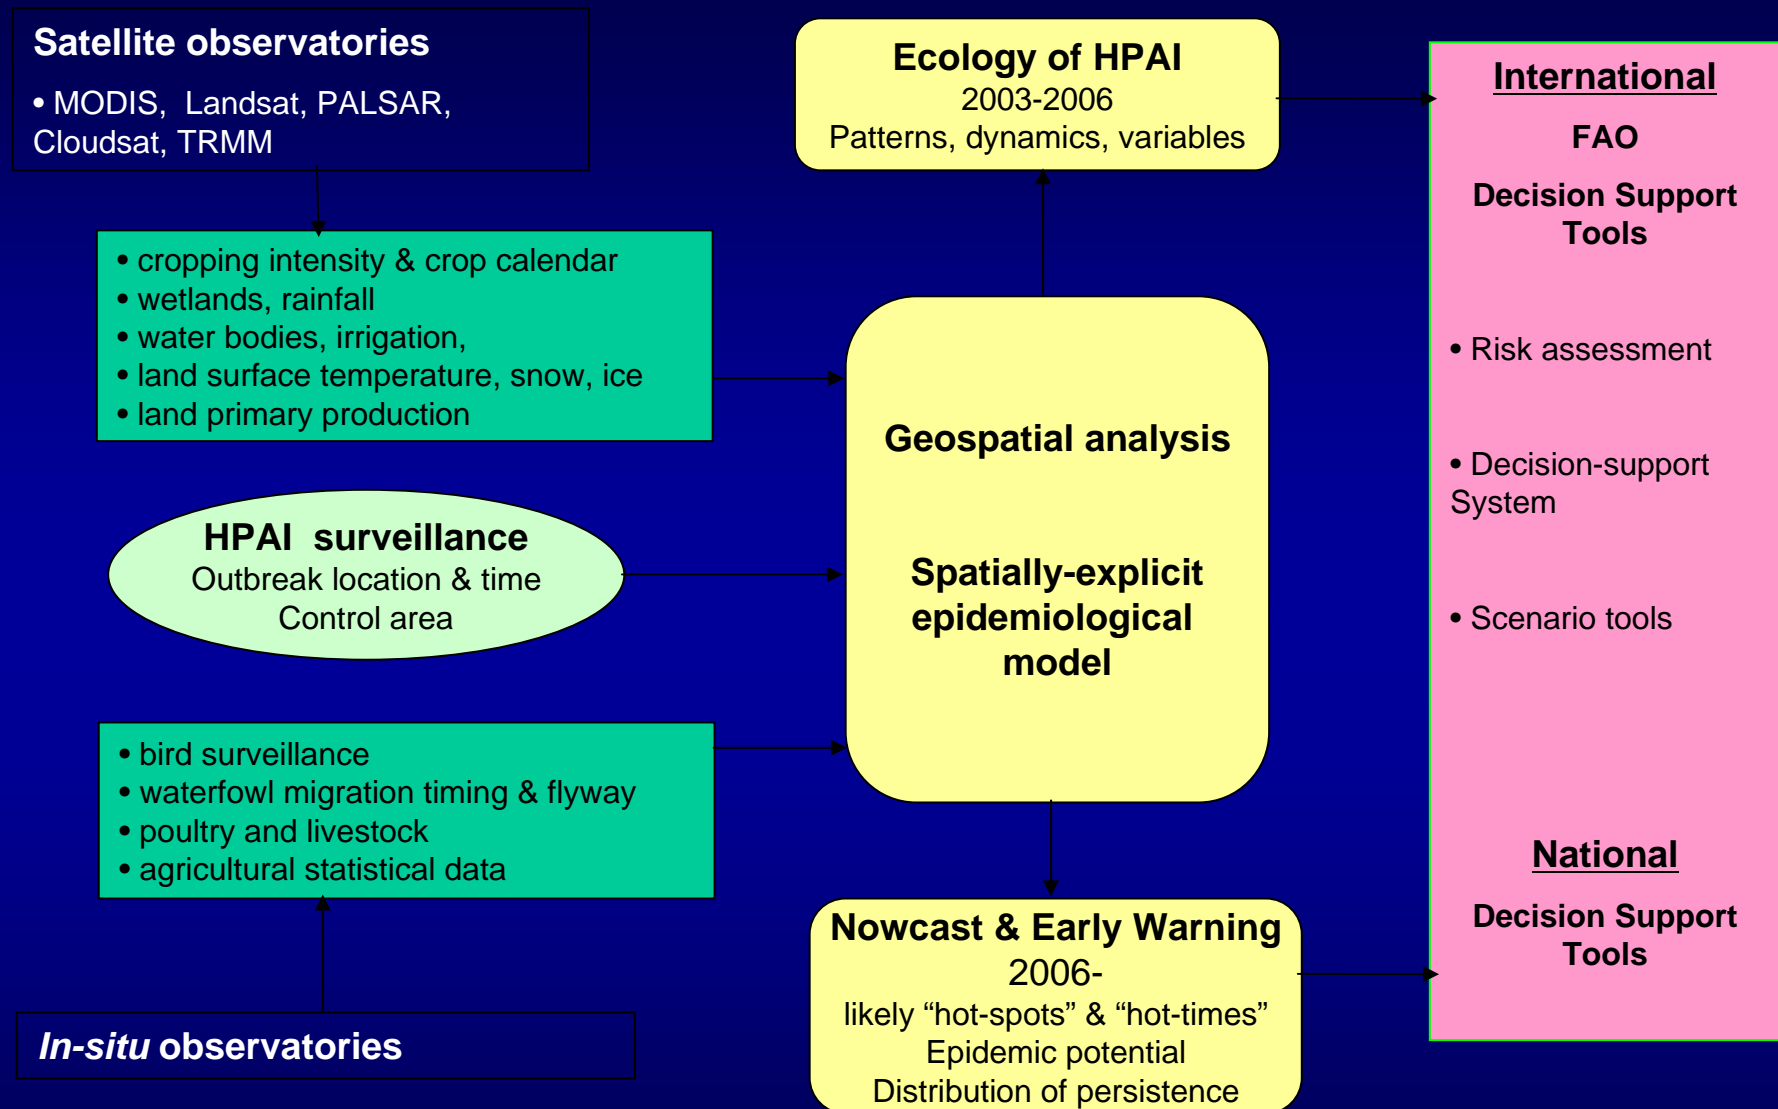 Satellite observatories
• MODIS, Landsat, PALSAR,
Cloudsat, TRMM
• cropping intensity & crop calendar
• wetlands, rainfall
• water bodies, irrigation,
• land surface temperature, snow, ice
• land primary production
HPAI surveillance
Outbreak location & time
Control area
• bird surveillance
• waterfowl migration timing & flyway
• poultry and livestock
• agricultural statistical data
In-situ observatories
Ecology of HPAI
2003-2006
Patterns, dynamics, variables
Geospatial analysis
Spatially-explicit
epidemiological
model
Nowcast & Early Warning
2006-
likely “hot-spots” & “hot-times”
Epidemic potential
Distribution of persistence
International
FAO
Decision Support
Tools
• Risk assessment
• Decision-support
System
• Scenario tools
National
Decision Support
Tools